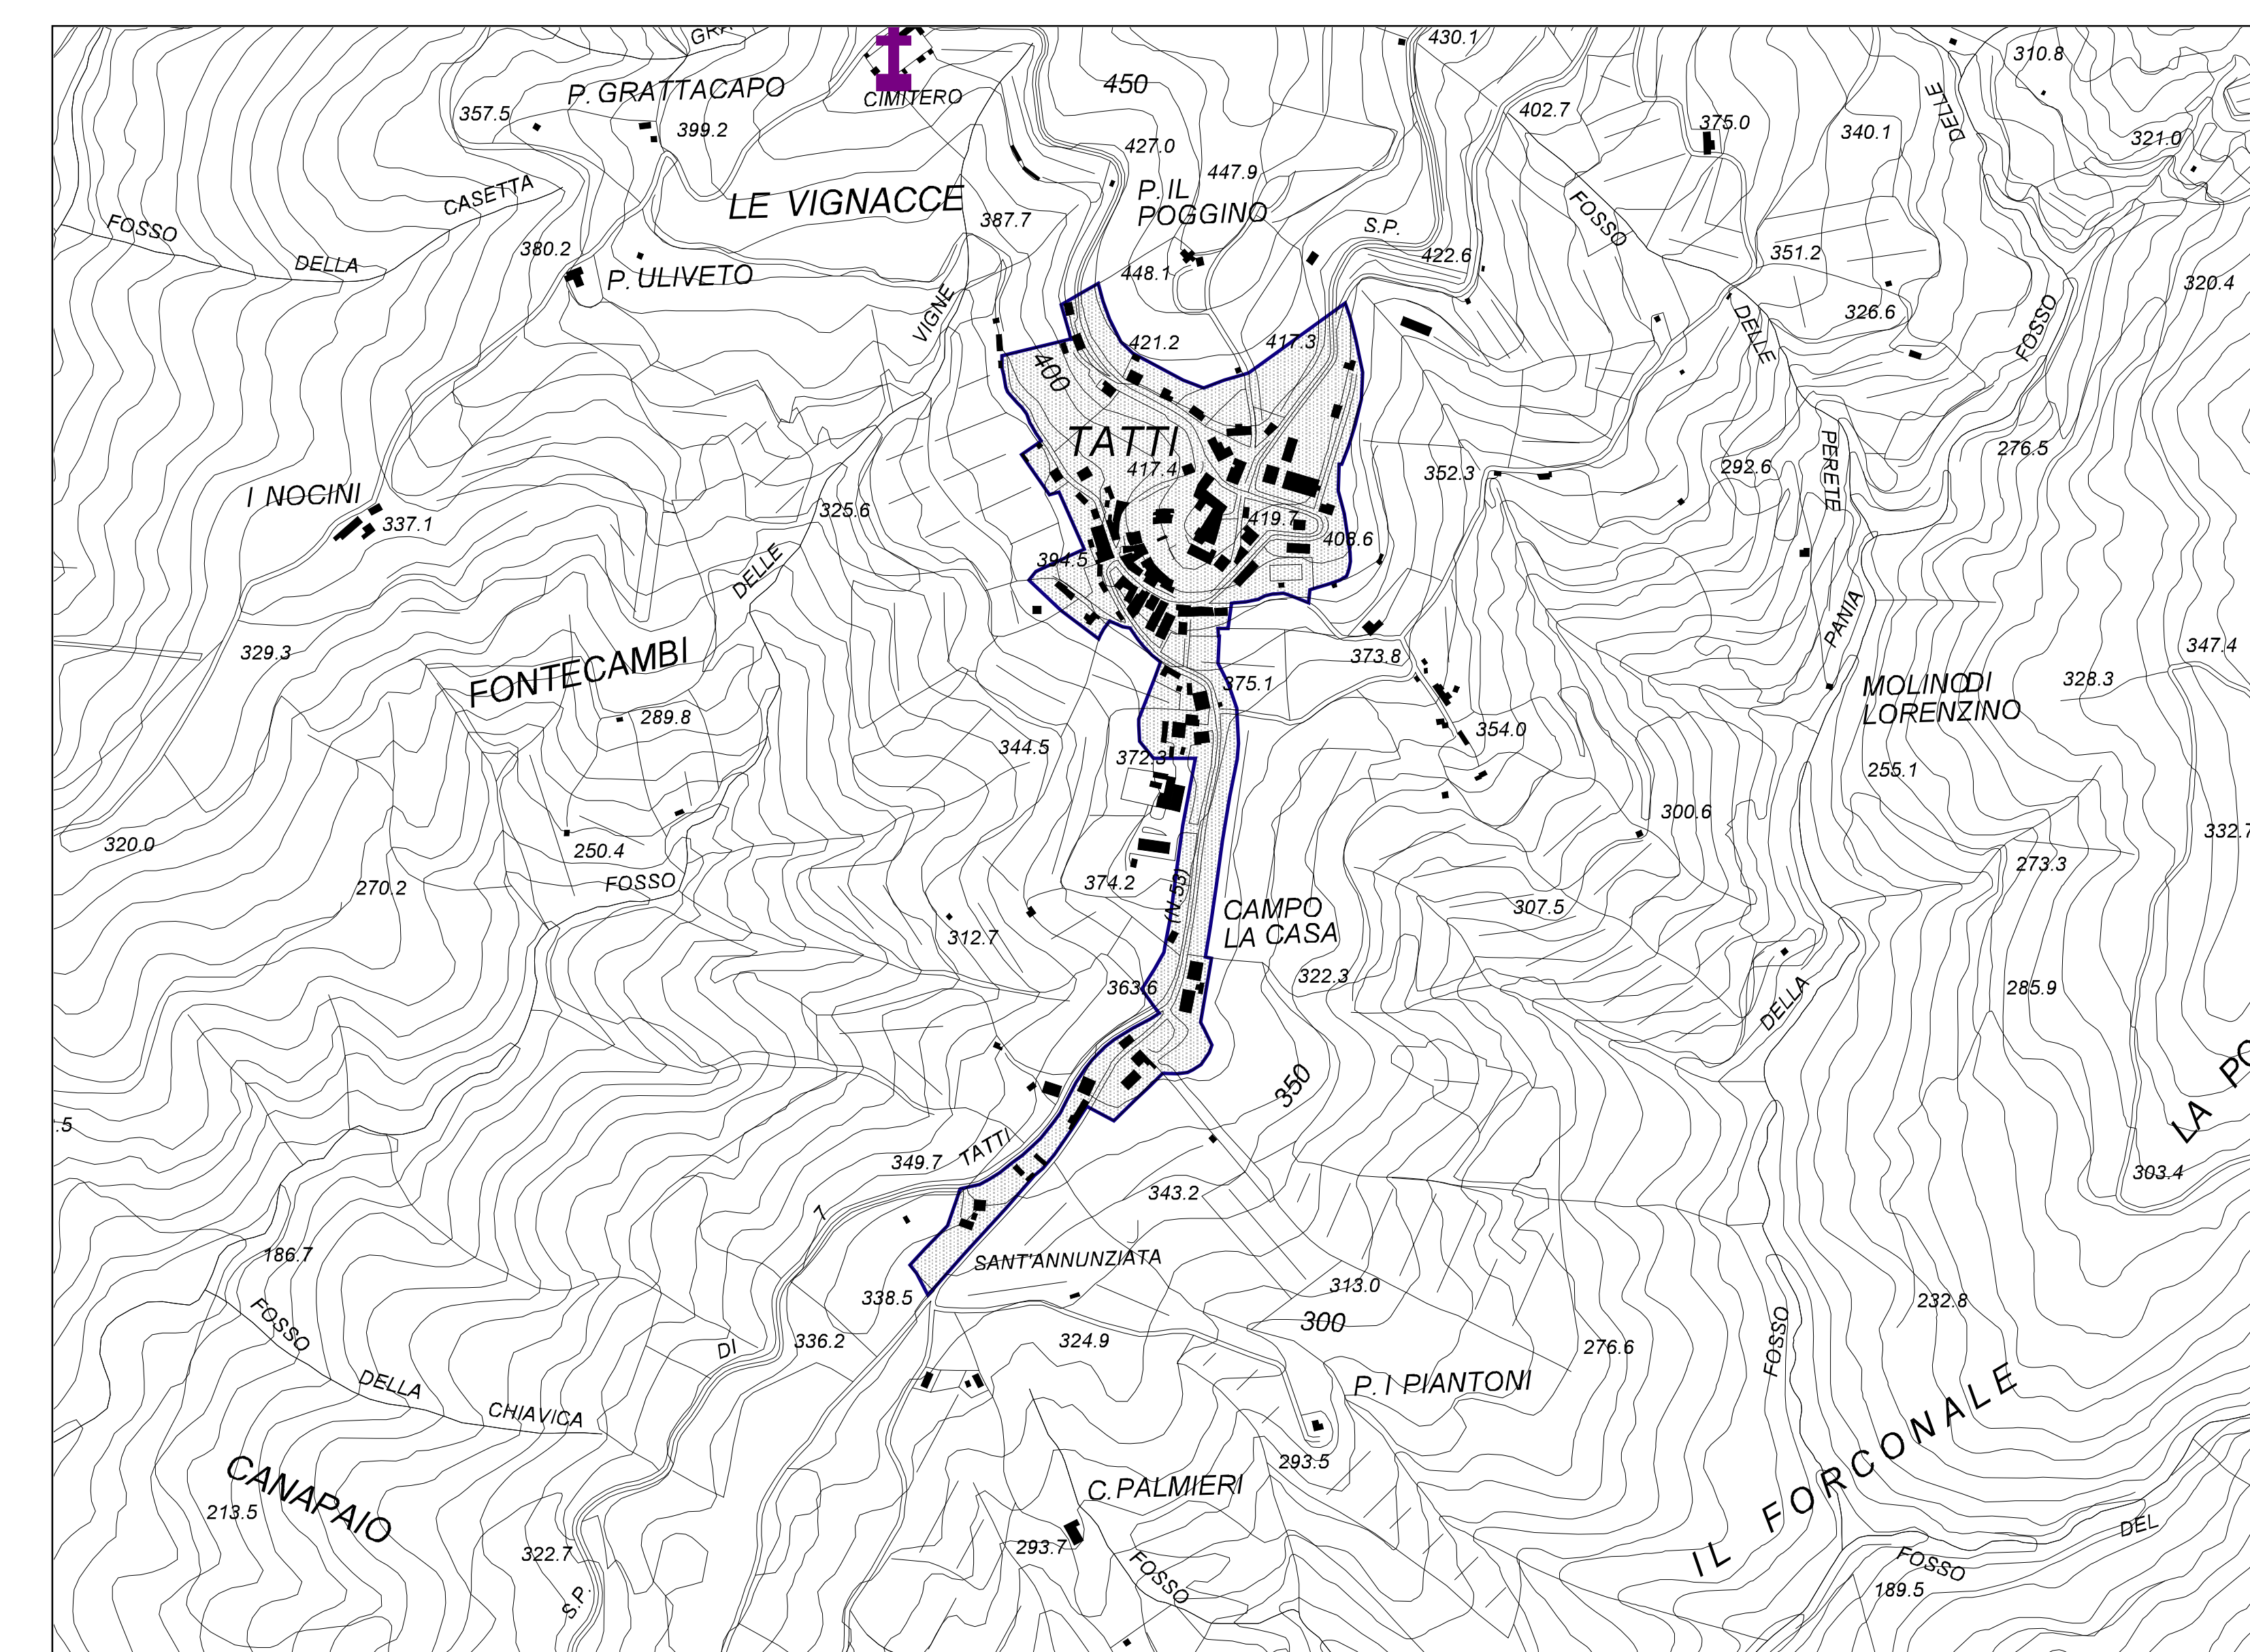 430.1
310.8
450
P. GRATTACAPO
CIMITERO
357.5
399.2
402.7
375.0
340.1
DELLE
321.0
427.0
447.9
CASETTA
LE VIGNACCE
P. IL
POGGINO
387.7
FOSSO
S.P.
FOSSO
DELLA
380.2
422.6
351.2
P. ULIVETO
448.1
320.4
VIGNE
326.6
DELLE
FOSSO
421.2
417.3
400
TATTI
417.4
352.3
292.6
PERETE
276.5
I NOCINI
337.1
325.6
419.7
408.6
394.5
DELLE
PANIA
329.3
FONTECAMBI
373.8
347.4
375.1
MOLINO DI
LORENZINO
328.3
289.8
344.5
354.0
372.3
255.1
300.6
320.0
250.4
332.7
273.3
270.2
FOSSO
374.2
(N.53)
CAMPO
LA CASA
307.5
312.7
322.3
363.6
DELLA
285.9
350
LA PO
.5
349.7
TATTI
303.4
343.2
7
186.7
SANT'ANNUNZIATA
313.0
338.5
232.8
FOSSO
336.2
324.9
300
FOSSO
276.6
DI
DELLA
P. I PIANTONI
CHIAVICA
IL FORCONALE
293.5
CANAPAIO
C. PALMIERI
213.5
293.7
322.7
DEL
FOSSO
FOSSO
189.5
S.P.